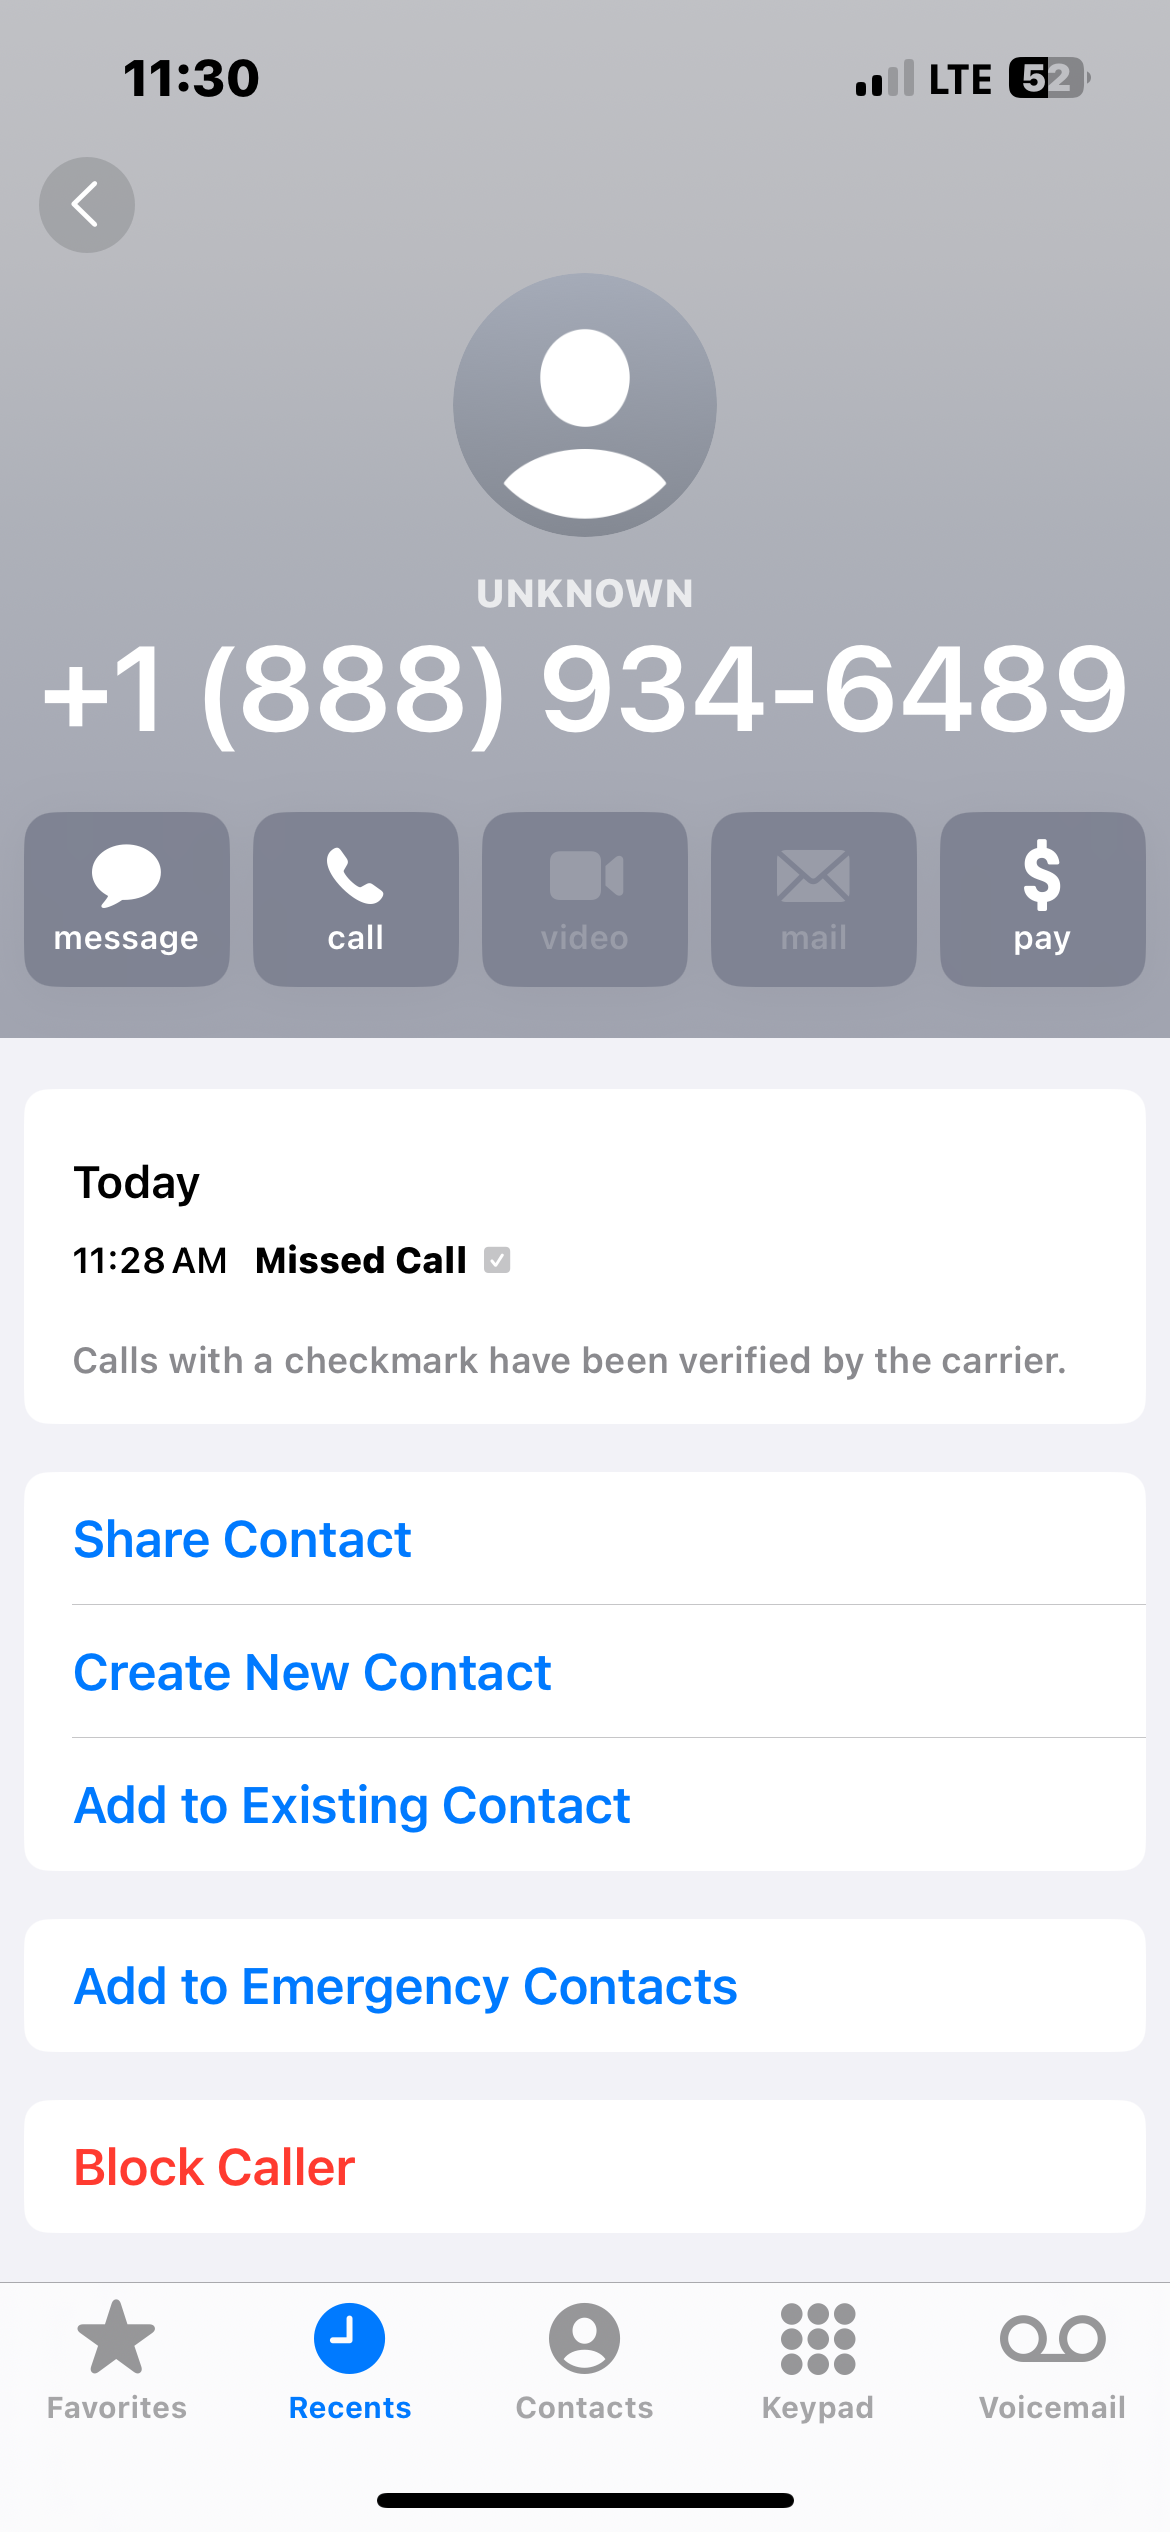 11:30
LTE 52
UNKNOWN
+1 (888) 934-6489
message call video mail pay
Today
11:28 AM Missed Call
Calls with a checkmark have been verified by the carrier.
Share Contact
Create New Contact
Add to Existing Contact
Add to Emergency Contacts
Block Caller
Favorites Recents Contacts Keypad Voicemail